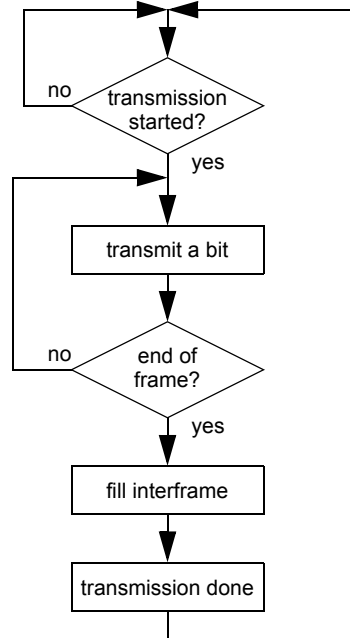 no
transmission
started?
yes
transmit a bit
no
end of
frame?
yes
fill interframe
transmission done